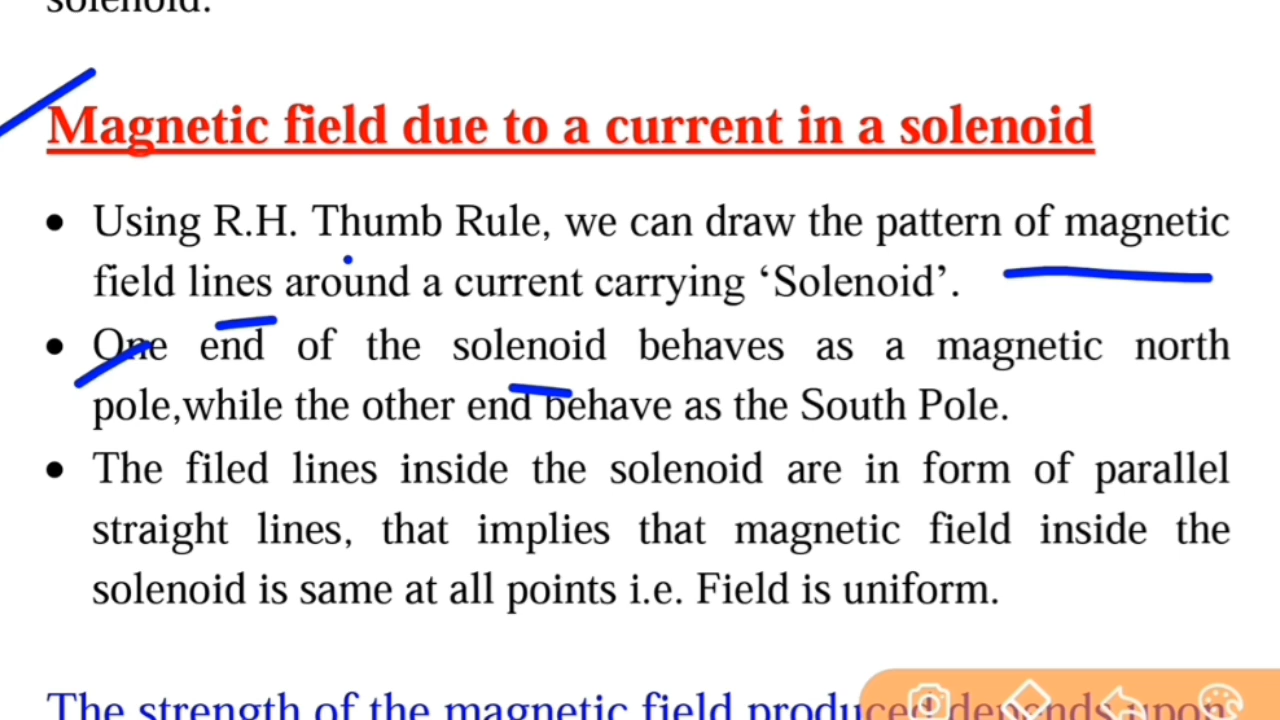 solenoid.
Magnetic field due to a current in a solenoid
• Using R.H. Thumb Rule, we can draw the pattern of magnetic
field lines around a current carrying ‘Solenoid’.
• One end of the solenoid behaves as a magnetic north
pole,while the other end behave as the South Pole.
• The filed lines inside the solenoid are in form of parallel
straight lines, that implies that magnetic field inside the
solenoid is same at all points i.e. Field is uniform.
The strength of the magnetic field produced depends upon